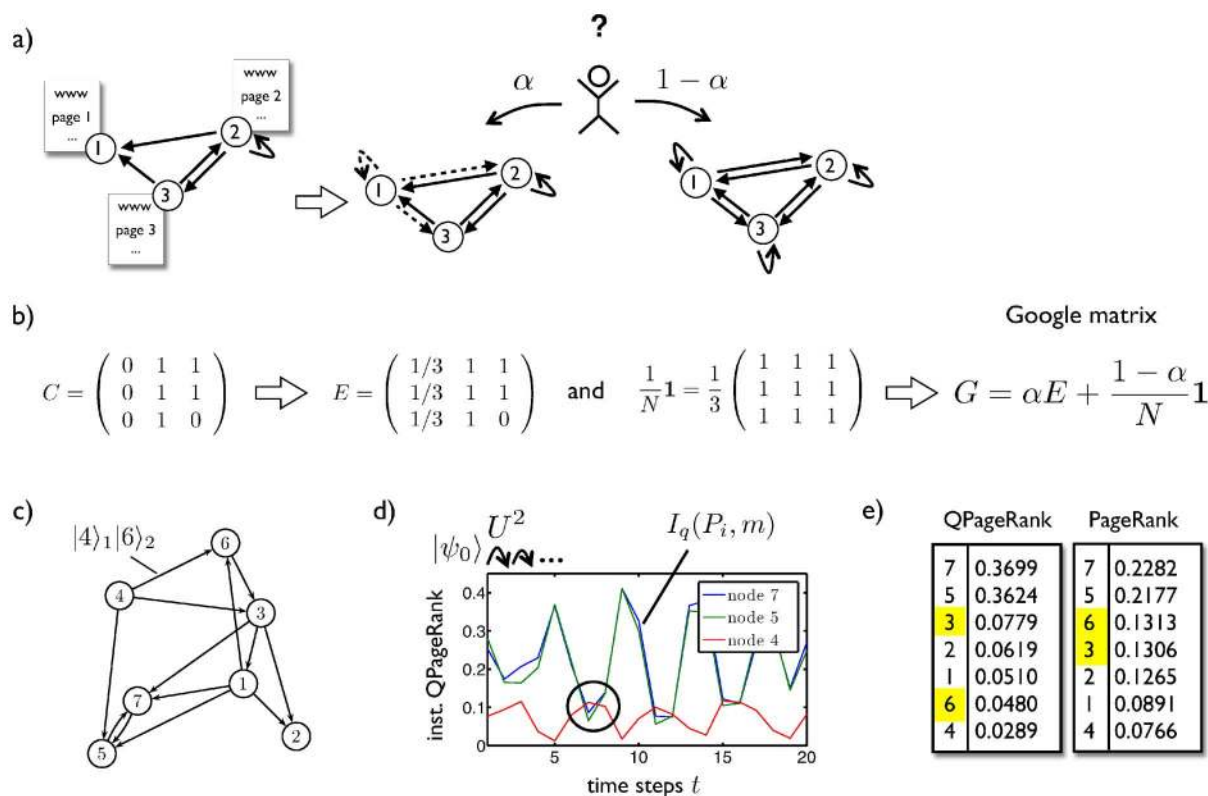 a)
?
α
1 − α
www
page 1
...
www
page 2
...
www
page 3
...
1
2
3
1
2
3
1
2
3
b)
Google matrix
C = ( 0 1 1
0 1 1
0 1 0 )
E = ( 1/3 1 1
1/3 1 1
1/3 1 0 )
and
1/N 1 = 1/3 ( 1 1 1
1 1 1
1 1 1 )
G = αE + (1 − α)/N 1
c)
|4⟩₁|6⟩₂
6
4
3
1
7
5
2
d)
|ψ₀⟩ U² ...
I_q(P_i, m)
inst. QPageRank
0.4
0.3
0.2
0.1
0
5
10
15
20
time steps t
node 7
node 5
node 4
e)
QPageRank
7 0.3699
5 0.3624
3 0.0779
2 0.0619
1 0.0510
6 0.0480
4 0.0289
PageRank
7 0.2282
5 0.2177
6 0.1313
3 0.1306
2 0.1265
1 0.0891
4 0.0766